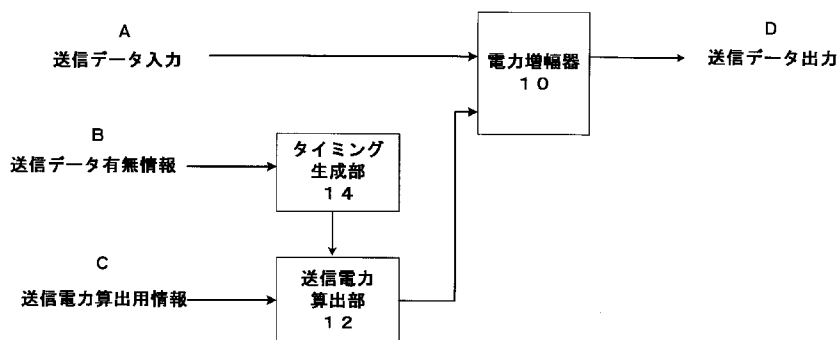 A
送信データ入力
電力増幅器
10
D
送信データ出力
B
送信データ有無情報
タイミング
生成部
14
C
送信電力算出用情報
送信電力
算出部
12